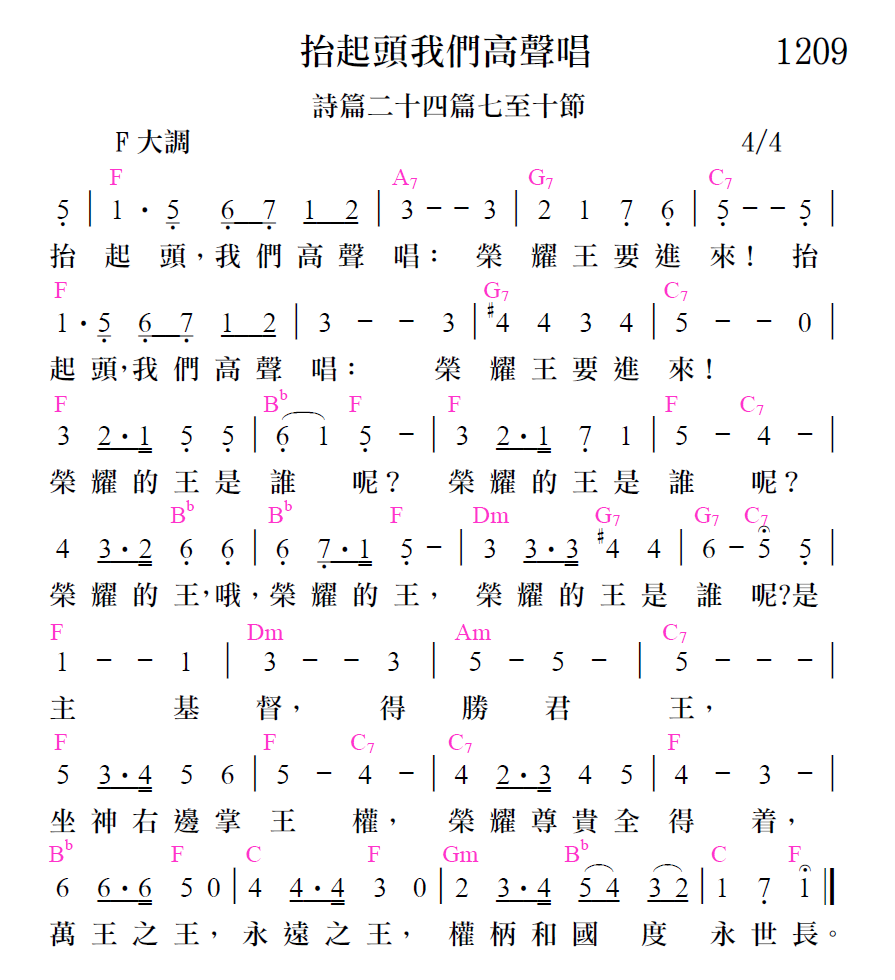 抬起頭我們高聲唱 1209
詩篇二十四篇七至十節
F 大調 4/4
F A7 G7 C7
5 | 1 · 5 6 7 1 2 | 3 – – 3 | 2 1 7 6 | 5 – – 5 |
抬 起 頭，我 們 高 聲 唱： 榮 耀 王 要 進 來！ 抬
F G7 C7
1 · 5 6 7 1 2 | 3 – – 3 | #4 4 3 4 | 5 – – 0 |
起 頭，我 們 高 聲 唱： 榮 耀 王 要 進 來！
F Bb F F F C7
3 2 · 1 5 5 | 6 1 5 – | 3 2 · 1 7 1 | 5 – 4 – |
榮 耀 的 王 是 誰 呢？ 榮 耀 的 王 是 誰 呢？
Bb Bb F Dm G7 G7 C7
4 3 · 2 6 6 | 6 7 · 1 5 – | 3 3 · 3 #4 4 | 6 – 5 5 |
榮 耀 的 王，哦，榮 耀 的 王， 榮 耀 的 王 是 誰 呢?是
F Dm Am C7
1 – – 1 | 3 – – 3 | 5 – 5 – | 5 – – – |
主 基 督， 得 勝 君 王，
F F C7 C7 F
5 3 · 4 5 6 | 5 – 4 – | 4 2 · 3 4 5 | 4 – 3 – |
坐 神 右 邊 掌 王 權， 榮 耀 尊 貴 全 得 着，
Bb F C F Gm Bb C F
6 6 · 6 5 0 | 4 4 · 4 3 0 | 2 3 · 4 5 4 3 2 | 1 7 1 ||
萬 王 之 王，永 遠 之 王， 權 柄 和 國 度 永 世 長。